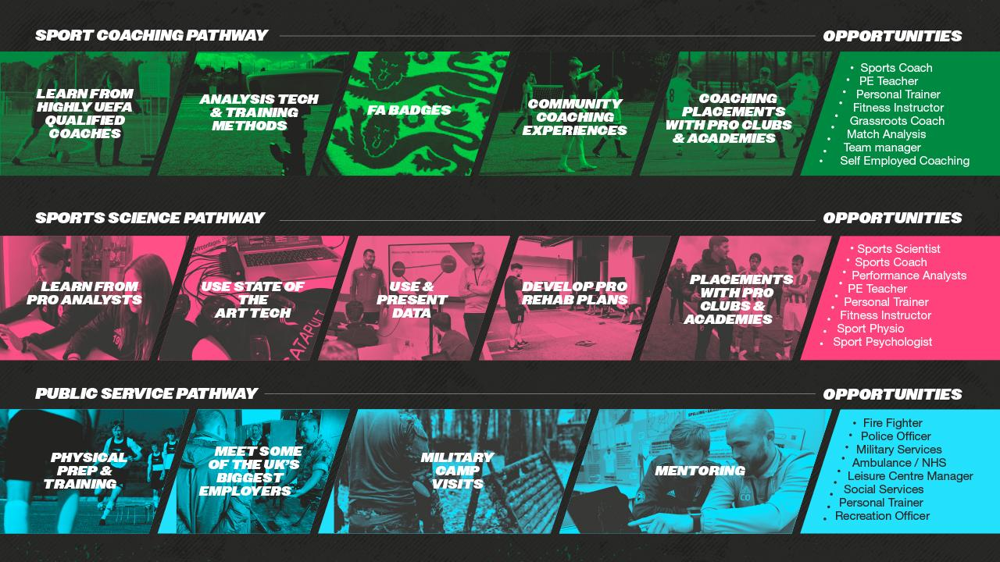 SPORT COACHING PATHWAY
OPPORTUNITIES
LEARN FROM
HIGHLY UEFA
QUALIFIED
COACHES
ANALYSIS TECH
& TRAINING
METHODS
FA BADGES
COMMUNITY
COACHING
EXPERIENCES
8
COACHING
PLACEMENTS
WITH PRO CLUBS
& ACADEMIES
• Sports Coach
• PE Teacher
• Personal Trainer
• Fitness Instructor
• Grassroots Coach
• Match Analysis
• Team manager
• Self Employed Coaching
SPORTS SCIENCE PATHWAY
OPPORTUNITIES
LEARN FROM
PRO ANALYSTS
19
USE STATE OF
THE
ART TECH
CATAPULT
USE &
PRESENT
DATA
DEVELOP PRO
REHAB PLANS
PLACEMENTS
WITH PRO
CLUBS &
ACADEMIES
• Sports Scientist
• Sports Coach
• Performance Analysts
• PE Teacher
• Personal Trainer
• Fitness Instructor
• Sport Physio
• Sport Psychologist
PUBLIC SERVICE PATHWAY
OPPORTUNITIES
PHYSICAL
PREP &
TRAINING
MEET SOME
OF THE UK'S
BIGGEST
EMPLOYERS
MILITARY
CAMP
VISITS
MENTORING
CO
• Fire Fighter
• Police Officer
• Military Services
• Ambulance / NHS
• Leisure Centre Manager
• Social Services
• Personal Trainer
• Recreation Officer